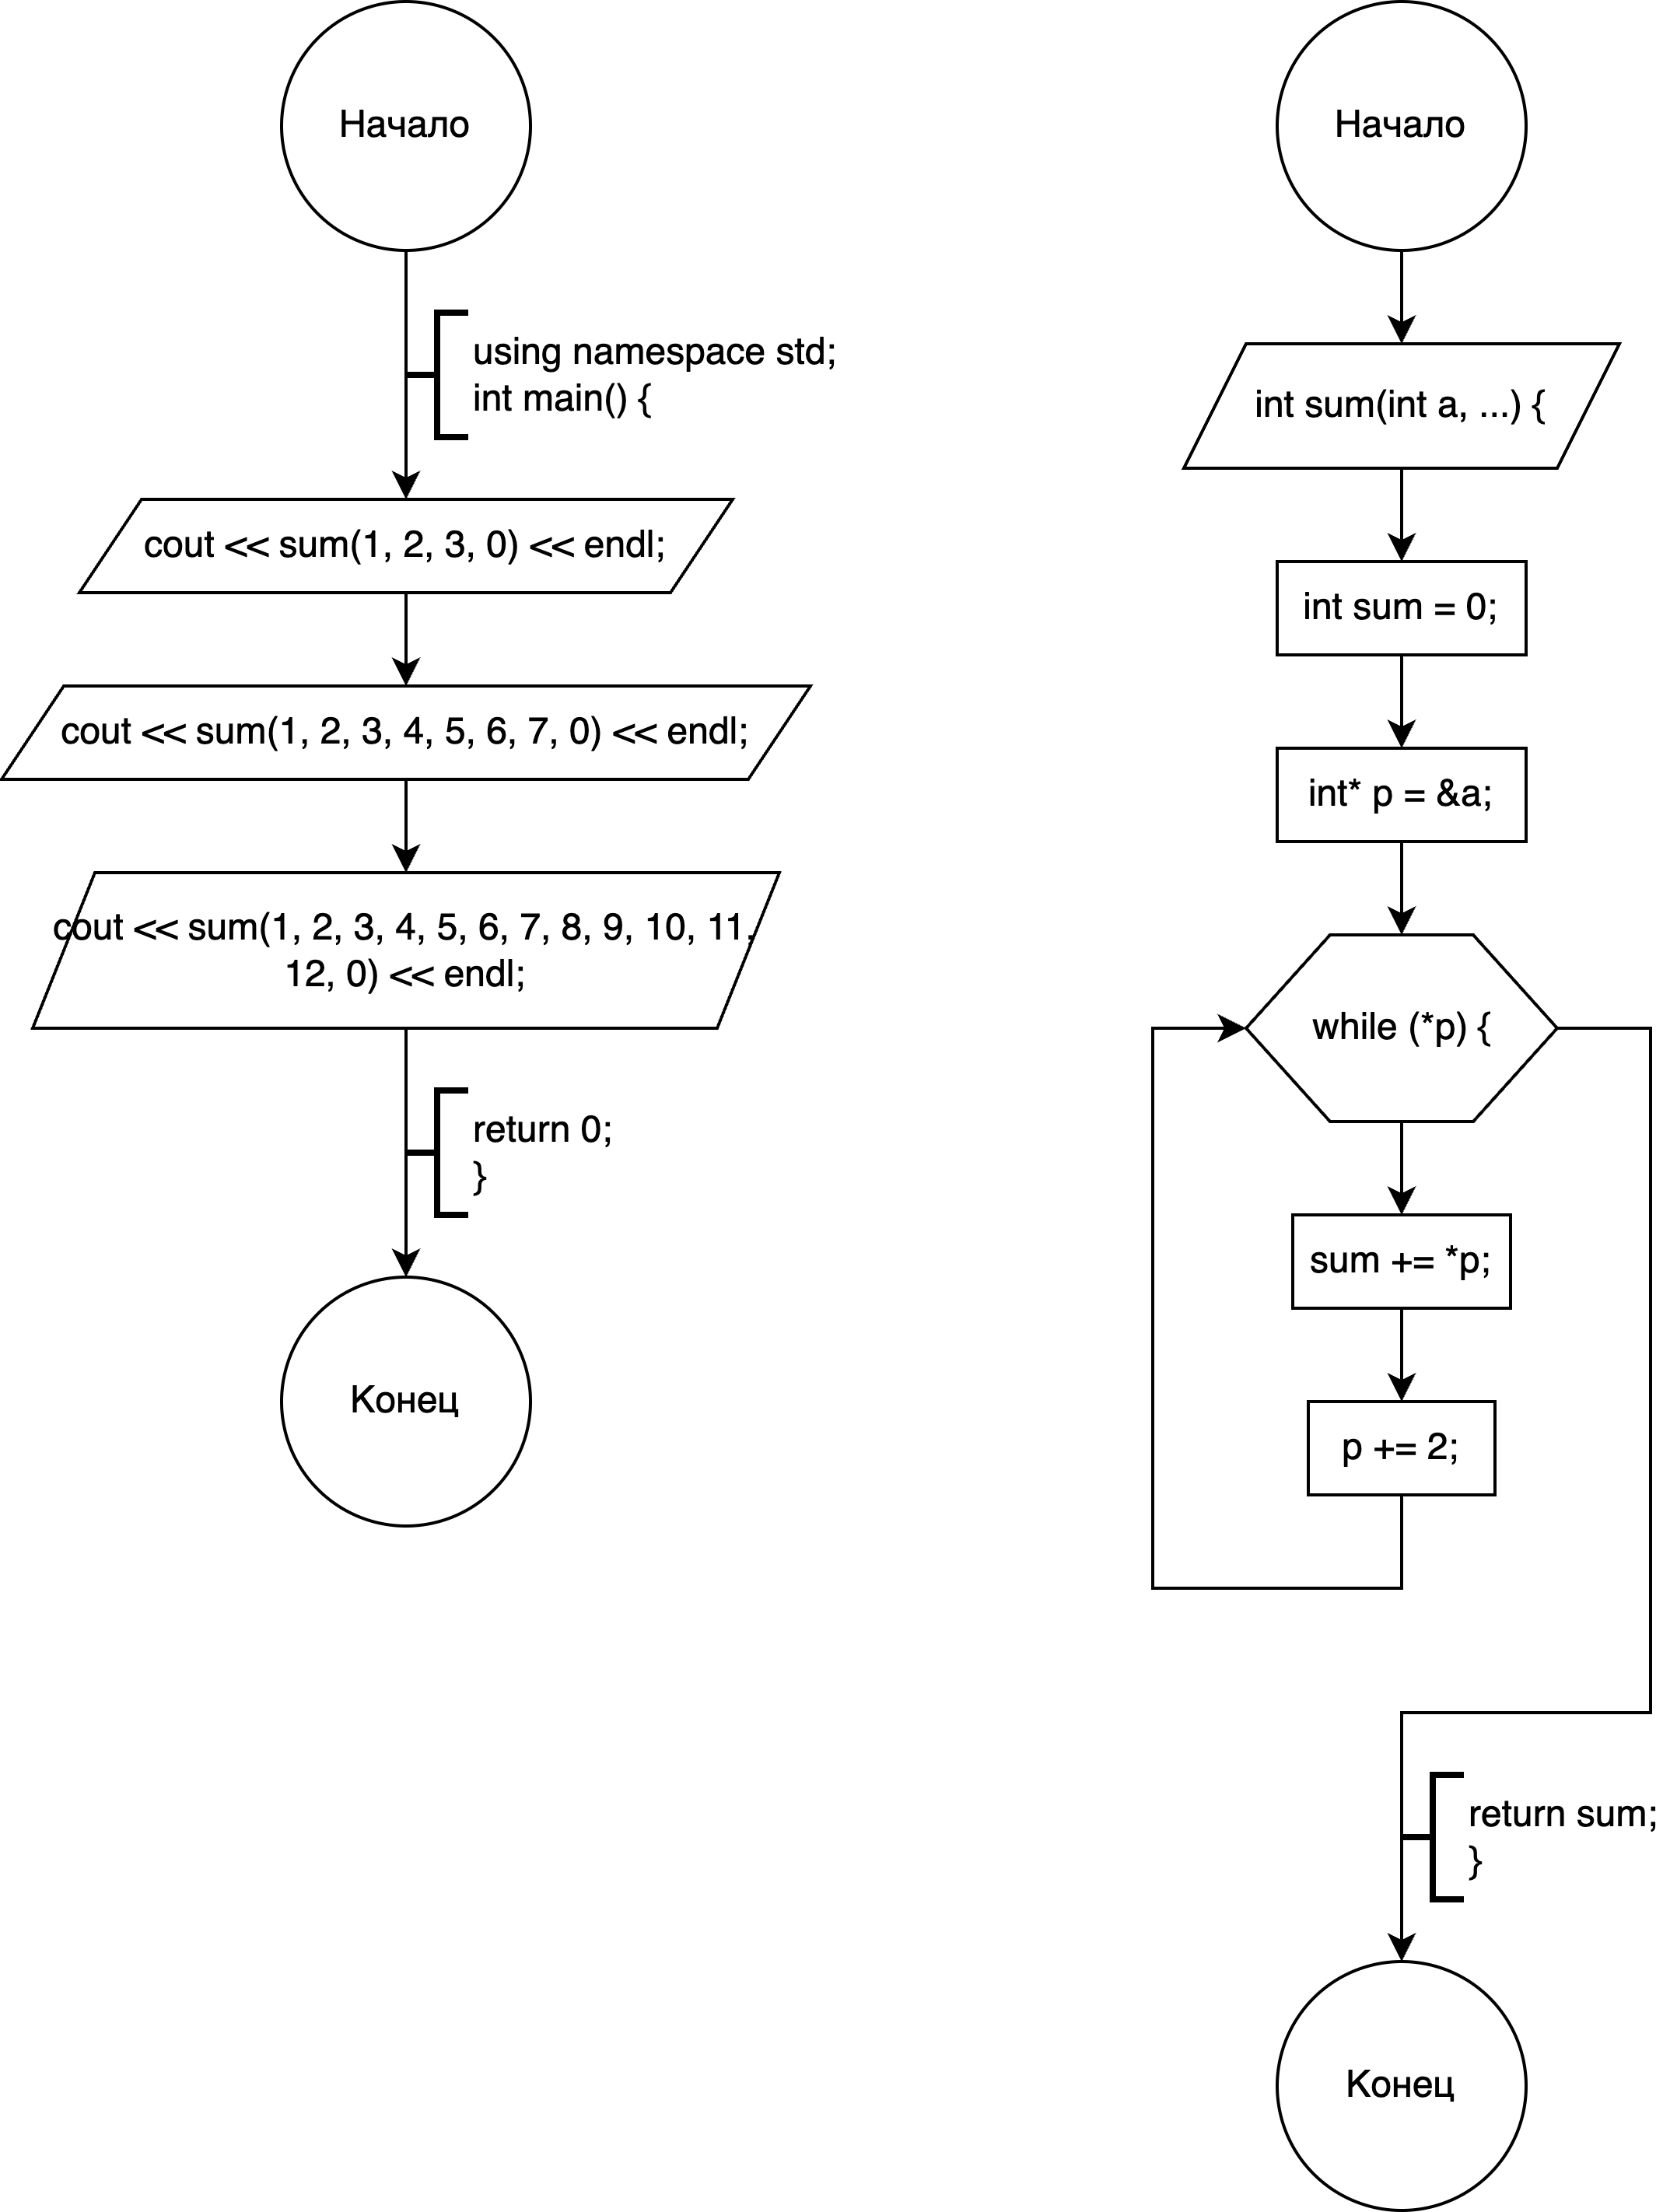 Начало
using namespace std;
int main() {
cout << sum(1, 2, 3, 0) << endl;
cout << sum(1, 2, 3, 4, 5, 6, 7, 0) << endl;
cout << sum(1, 2, 3, 4, 5, 6, 7, 8, 9, 10, 11,
12, 0) << endl;
return 0;
}
Конец
Начало
int sum(int a, ...) {
int sum = 0;
int* p = &a;
while (*p) {
sum += *p;
p += 2;
return sum;
}
Конец